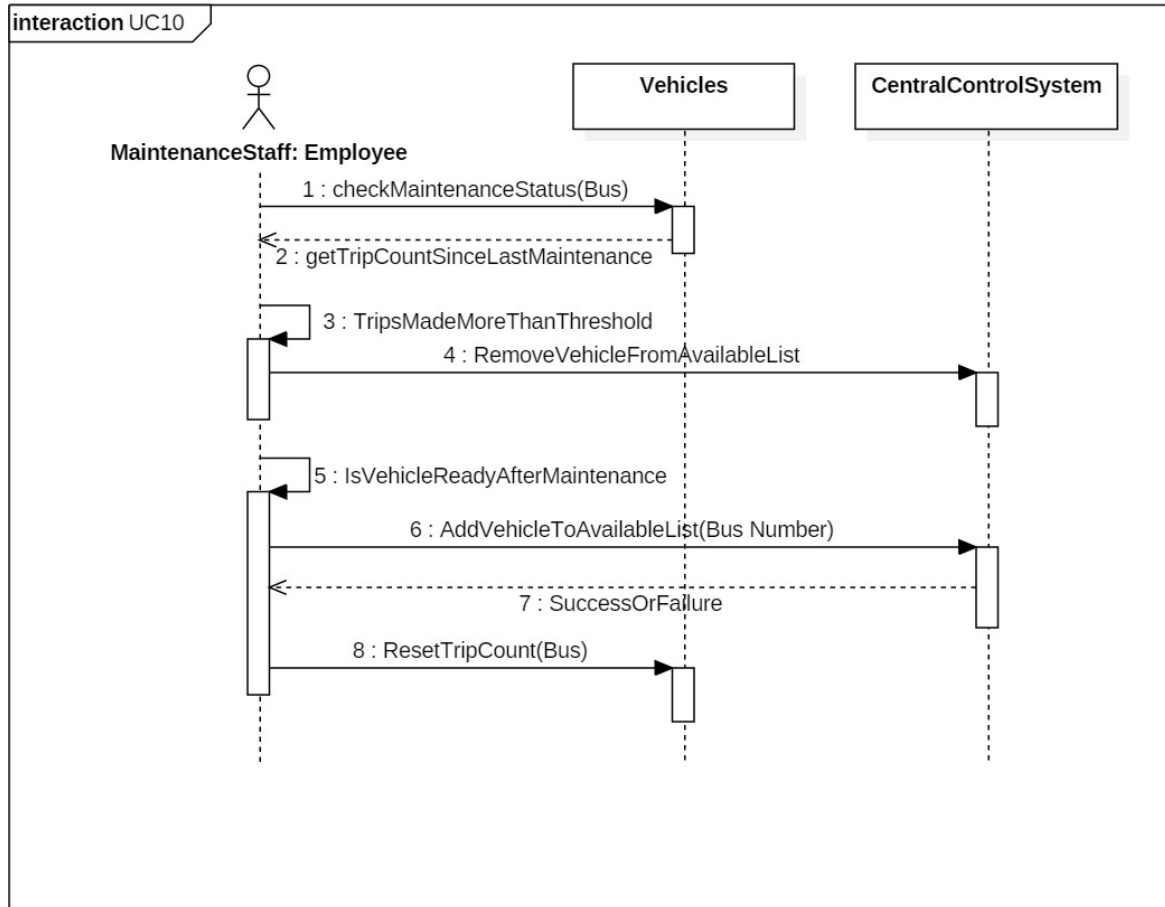 interaction UC10
Vehicles
CentralControlSystem
MaintenanceStaff: Employee
1 : checkMaintenanceStatus(Bus)
2 : getTripCountSinceLastMaintenance
3 : TripsMadeMoreThanThreshold
4 : RemoveVehicleFromAvailableList
5 : IsVehicleReadyAfterMaintenance
6 : AddVehicleToAvailableList(Bus Number)
7 : SuccessOrFailure
8 : ResetTripCount(Bus)